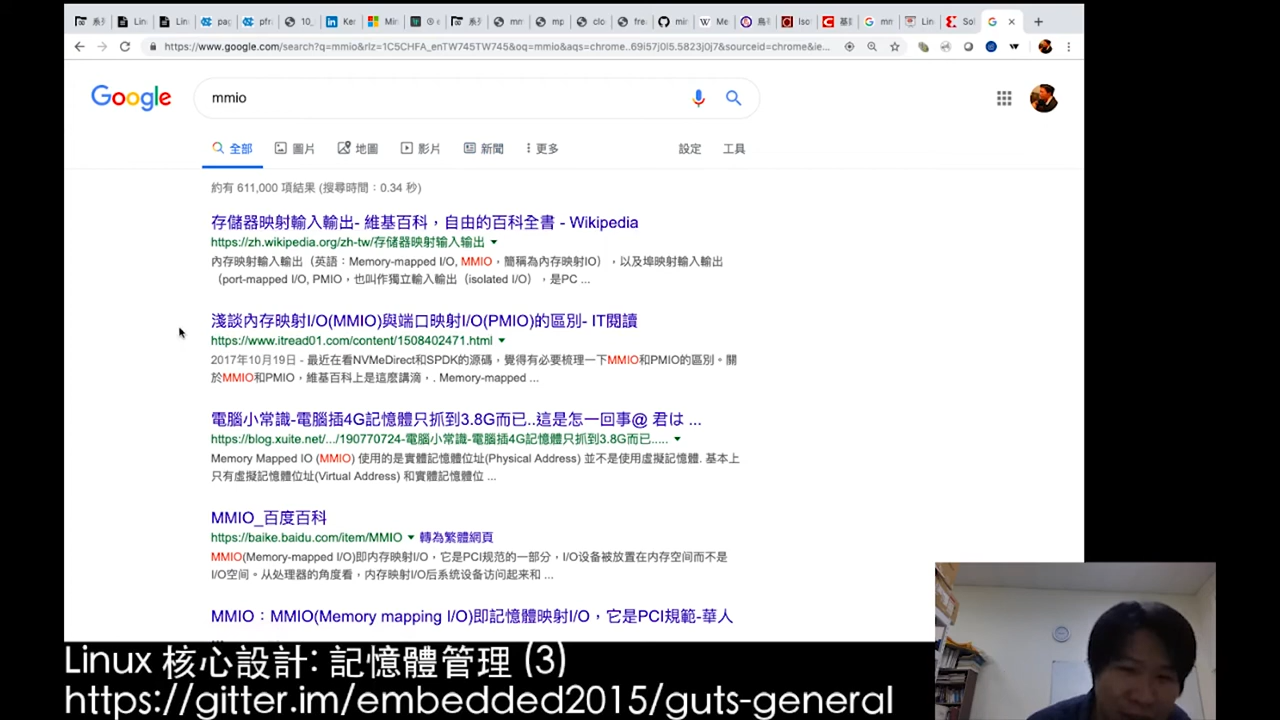 Lin
Lin
pag
pfra
10_
Ke
Mi
系列
mm
mp
clo
fre
mir
Me
鳥
Iso
基
mn
Lin
Sol
https://www.google.com/search?q=mmio&rlz=1C5CHFA_enTW745TW745&oq=mmio&aqs=chrome..69i57j0l5.5823j0j7&sourceid=chrome&ie...
Google
mmio
全部
圖片
地圖
影片
新聞
更多
設定
工具
約有 611,000 項結果 (搜尋時間：0.34 秒)
存儲器映射輸入輸出- 維基百科，自由的百科全書 - Wikipedia
https://zh.wikipedia.org/zh-tw/存储器映射输入输出
內存映射輸入輸出（英語：Memory-mapped I/O, MMIO，簡稱為內存映射IO），以及埠映射輸入輸出
（port-mapped I/O, PMIO，也叫作獨立輸入輸出（isolated I/O），是PC ...
淺談內存映射I/O(MMIO)與端口映射I/O(PMIO)的區別- IT閱讀
https://www.itread01.com/content/1508402471.html
2017年10月19日 - 最近在看NVMeDirect和SPDK的源碼，覺得有必要梳理一下MMIO和PMIO的區別。關
於MMIO和PMIO，維基百科上是這麼講滴，. Memory-mapped ...
電腦小常識-電腦插4G記憶體只抓到3.8G而已..這是怎一回事@ 君は ...
https://blog.xuite.net/.../190770724-電腦小常識-電腦插4G記憶體只抓到3.8G而已.....
Memory Mapped IO (MMIO) 使用的是實體記憶體位址(Physical Address) 並不是使用虛擬記憶體. 基本上
只有虛擬記憶體位址(Virtual Address) 和實體記憶體位 ...
MMIO_百度百科
https://baike.baidu.com/item/MMIO
轉為繁體網頁
MMIO(Memory-mapped I/O)即内存映射I/O，它是PCI规范的一部分，I/O设备被放置在内存空间而不是
I/O空间。从处理器的角度看，内存映射I/O后系统设备访问起来和 ...
MMIO：MMIO(Memory mapping I/O)即記憶體映射I/O，它是PCI規範-華人
...
Linux 核心設計: 記憶體管理 (3)
https://gitter.im/embedded2015/guts-general